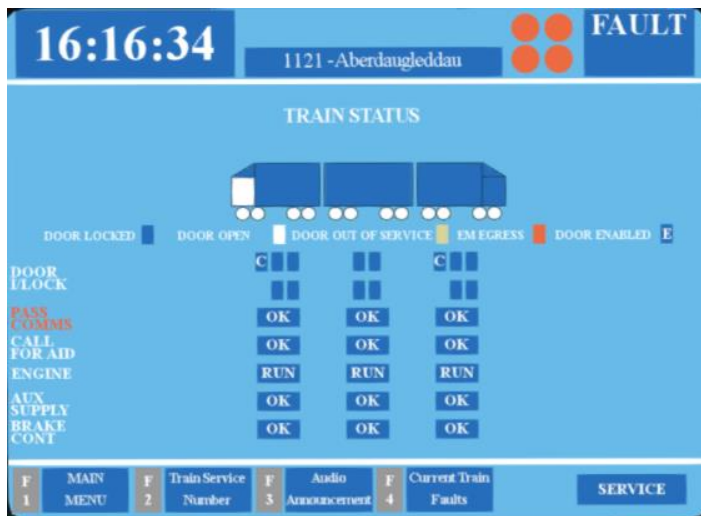 16:16:34
1121 - Aberdaugleddau
FAULT
TRAIN STATUS
DOOR LOCKED DOOR OPEN DOOR OUT OF SERVICE EM EGRESS DOOR ENABLED E
DOOR
I/LOCK
C C
PASS
COMMS
OK OK OK
CALL
FOR AID
OK OK OK
ENGINE RUN RUN RUN
AUX
SUPPLY
OK OK OK
BRAKE
CONT
OK OK OK
F
1
MAIN
MENU
F
2
Train Service
Number
F
3
Audio
Announcement
F
4
Current Train
Faults
SERVICE